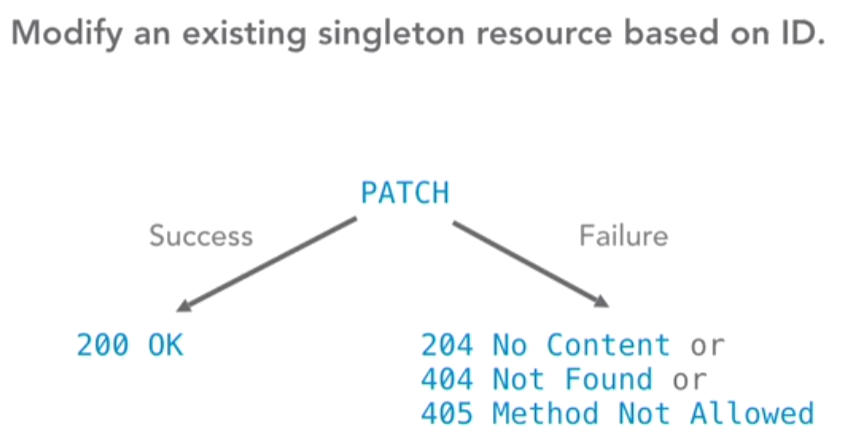 Modify an existing singleton resource based on ID.
PATCH
Success
Failure
200 OK
204 No Content or
404 Not Found or
405 Method Not Allowed